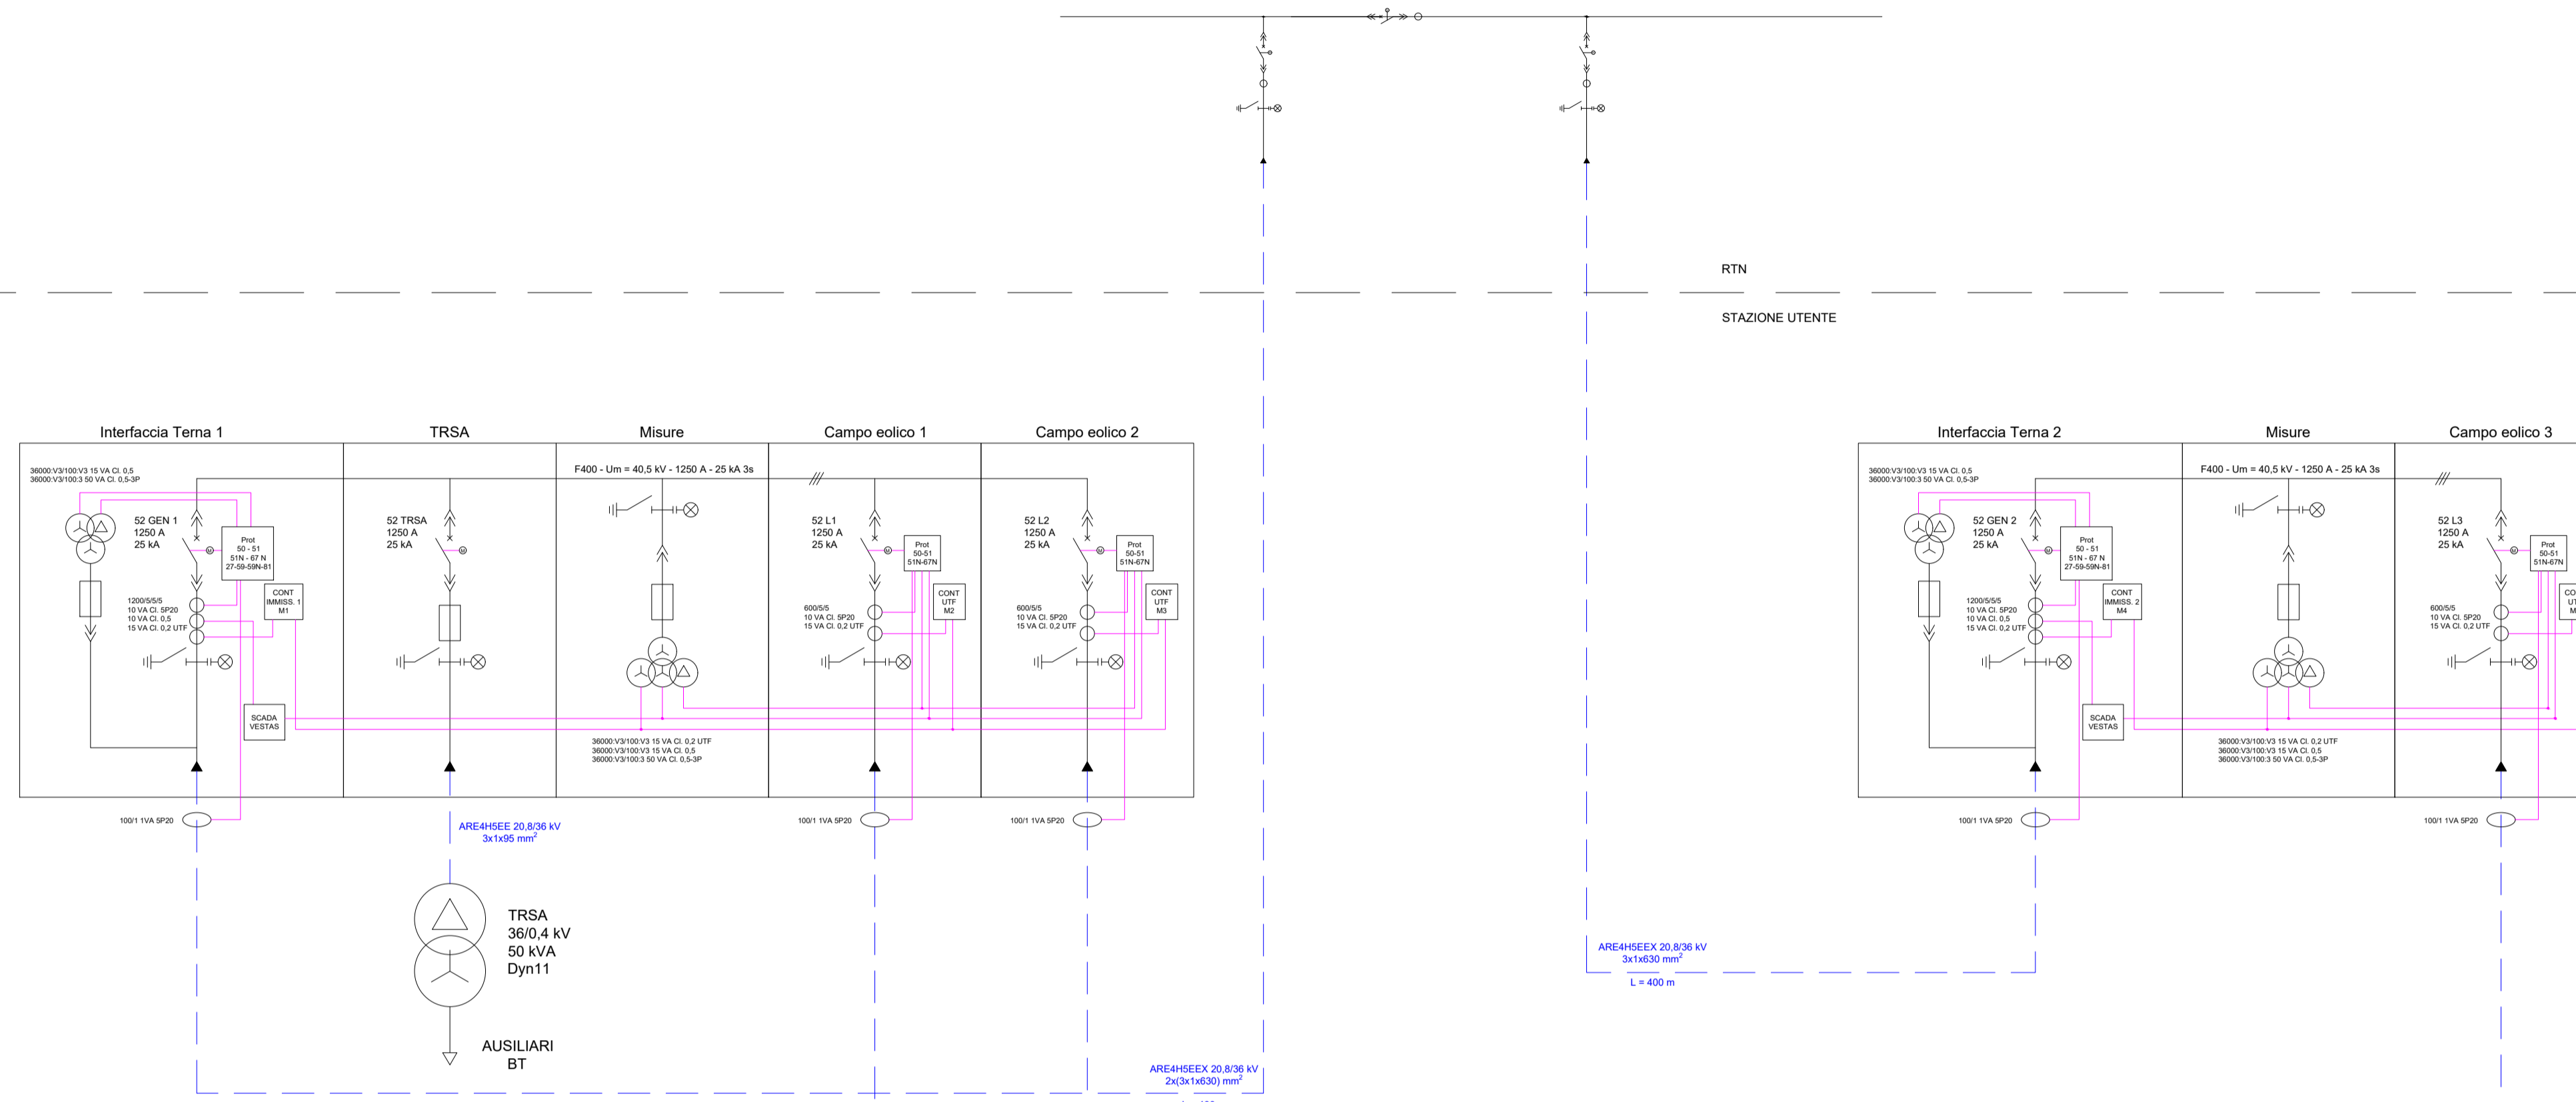 RTN
STAZIONE UTENTE
Interfaccia Terna 1
TRSA
Misure
Campo eolico 1
Campo eolico 2
36000:V3/100:V3 15 VA Cl. 0,5
36000:V3/100:3 50 VA Cl. 0,5-3P
52 GEN 1
1250 A
25 kA
Prot
50 - 51
51N - 67 N
27-59-59N-81
M
1200/5/5/5
10 VA Cl. 5P20
10 VA Cl. 0,5
15 VA Cl. 0,2 UTF
CONT
IMMISS. 1
M1
SCADA
VESTAS
100/1 1VA 5P20
52 TRSA
1250 A
25 kA
M
F400 - Um = 40,5 kV - 1250 A - 25 kA 3s
36000:V3/100:V3 15 VA Cl. 0,2 UTF
36000:V3/100:V3 15 VA Cl. 0,5
36000:V3/100:3 50 VA Cl. 0,5-3P
52 L1
1250 A
25 kA
M
Prot
50-51
51N-67N
600/5/5
10 VA Cl. 5P20
15 VA Cl. 0,2 UTF
CONT
UTF
M2
100/1 1VA 5P20
52 L2
1250 A
25 kA
M
Prot
50-51
51N-67N
600/5/5
10 VA Cl. 5P20
15 VA Cl. 0,2 UTF
CONT
UTF
M3
100/1 1VA 5P20
ARE4H5EE 20,8/36 kV
3x1x95 mm²
TRSA
36/0,4 kV
50 kVA
Dyn11
AUSILIARI
BT
ARE4H5EEX 20,8/36 kV
2x(3x1x630) mm²
Interfaccia Terna 2
Misure
Campo eolico 3
36000:V3/100:V3 15 VA Cl. 0,5
36000:V3/100:3 50 VA Cl. 0,5-3P
52 GEN 2
1250 A
25 kA
M
Prot
50 - 51
51N - 67 N
27-59-59N-81
1200/5/5/5
10 VA Cl. 5P20
10 VA Cl. 0,5
15 VA Cl. 0,2 UTF
CONT
IMMISS. 2
M4
SCADA
VESTAS
100/1 1VA 5P20
F400 - Um = 40,5 kV - 1250 A - 25 kA 3s
36000:V3/100:V3 15 VA Cl. 0,2 UTF
36000:V3/100:V3 15 VA Cl. 0,5
36000:V3/100:3 50 VA Cl. 0,5-3P
52 L3
1250 A
25 kA
M
Prot
50-51
51N-67N
600/5/5
10 VA Cl. 5P20
15 VA Cl. 0,2 UTF
100/1 1VA 5P20
ARE4H5EEX 20,8/36 kV
3x1x630 mm²
L = 400 m